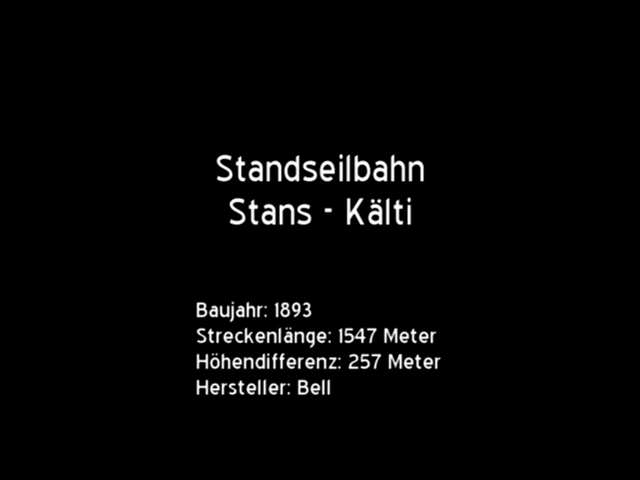 Standseilbahn
Stans - Kälti
Baujahr: 1893
Streckenlänge: 1547 Meter
Höhendifferenz: 257 Meter
Hersteller: Bell